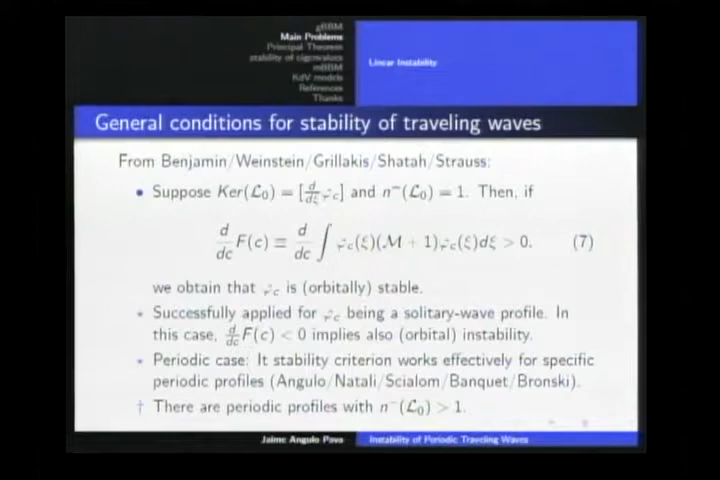 gBBM
Main Problems
Principal Theorem
stability of eigenvalues
mBBM
KdV models
References
Thanks
Linear Instability
General conditions for stability of traveling waves
From Benjamin/Weinstein/Grillakis/Shatah/Strauss:
• Suppose Ker(𝓛₀) = [d/dξ φ_c] and n⁻(𝓛₀) = 1. Then, if
d/dc F(c) ≡ d/dc ∫ φ_c(ξ)(𝓜 + 1)φ_c(ξ)dξ > 0. (7)
we obtain that φ_c is (orbitally) stable.
* Successfully applied for φ_c being a solitary-wave profile. In
this case, d/dc F(c) < 0 implies also (orbital) instability.
* Periodic case: It stability criterion works effectively for specific
periodic profiles (Angulo/Natali/Scialom/Banquet/Bronski).
† There are periodic profiles with n⁻(𝓛₀) > 1.
Jaime Angulo Pava
Instability of Periodic Traveling Waves